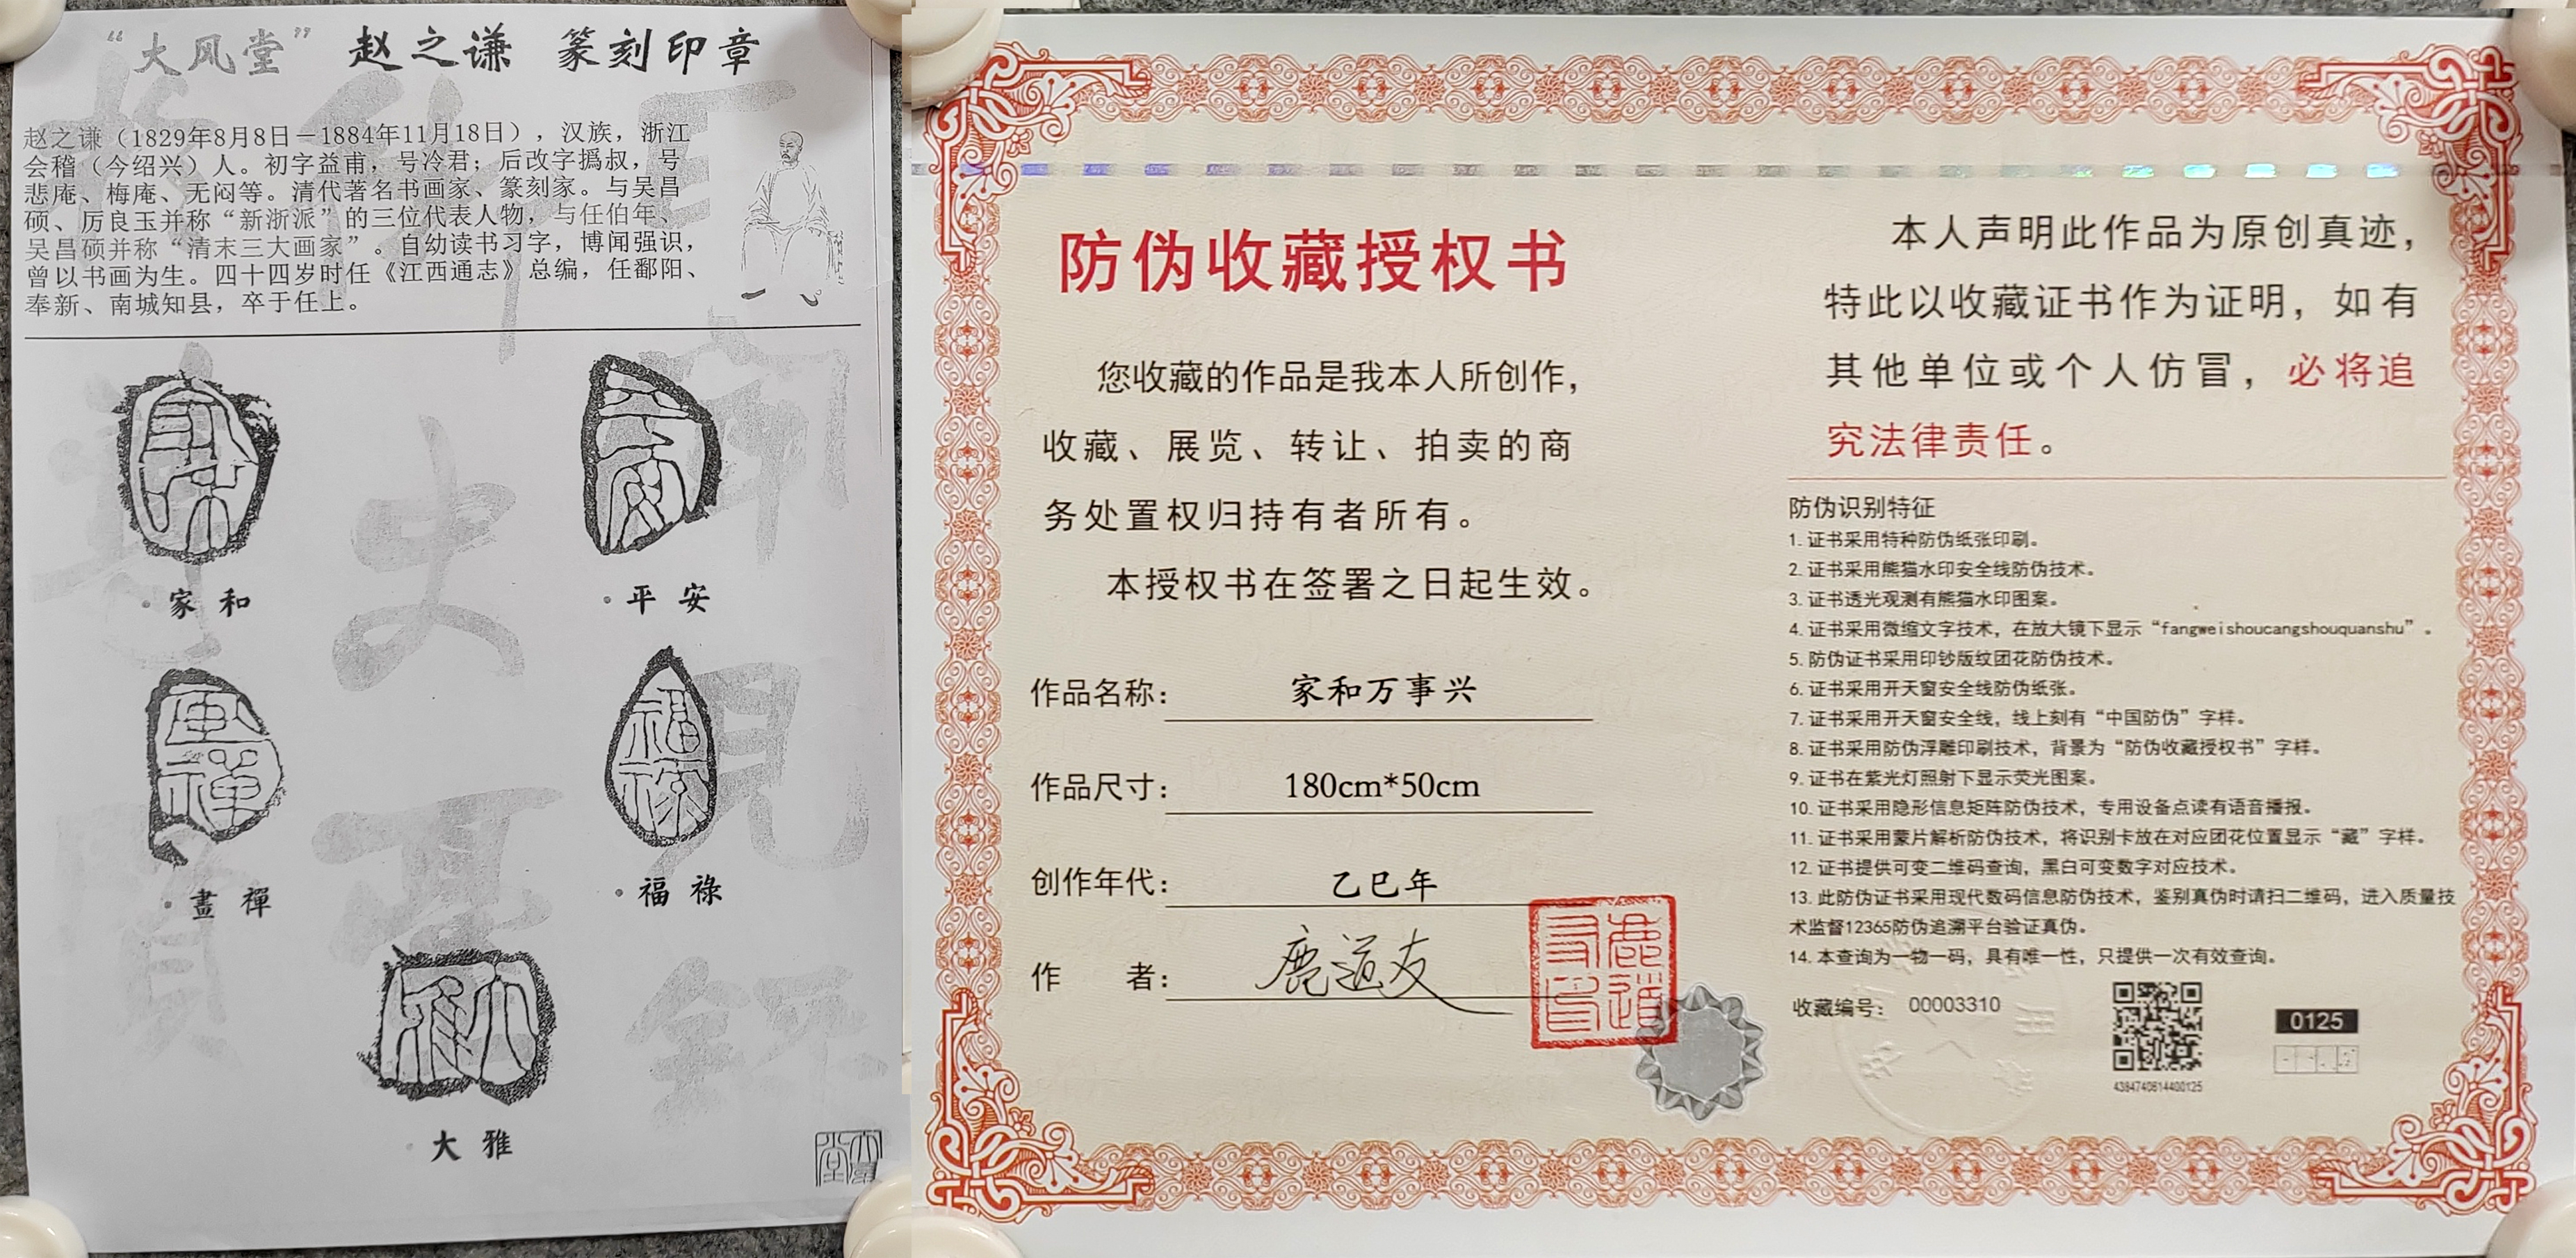 “大风堂” 赵之谦 篆刻印章
赵之谦（1829年8月8日－1884年11月18日），汉族，浙江
会稽（今绍兴）人。初字益甫，号冷君；后改字撝叔，号
悲庵、梅庵、无闷等。清代著名书画家、篆刻家。与吴昌
硕、厉良玉并称“新浙派”的三位代表人物，与任伯年、
吴昌硕并称“清末三大画家”。自幼读书习字，博闻强识，
曾以书画为生。四十四岁时任《江西通志》总编，任鄱阳、
奉新、南城知县，卒于任上。
家和
平安
畫禪
福祿
大雅
防伪收藏授权书
您收藏的作品是我本人所创作，
收藏、展览、转让、拍卖的商
务处置权归持有者所有。
本授权书在签署之日起生效。
作品名称：家和万事兴
作品尺寸：180cm*50cm
创作年代：乙巳年
作　　者：鹿道友
本人声明此作品为原创真迹，
特此以收藏证书作为证明，如有
其他单位或个人仿冒，必将追
究法律责任。
防伪识别特征
1. 证书采用特种防伪纸张印刷。
2. 证书采用熊猫水印安全线防伪技术。
3. 证书透光观测有熊猫水印图案。
4. 证书采用微缩文字技术，在放大镜下显示“fangweishoucangshouquanshu”。
5. 防伪证书采用印钞版纹团花防伪技术。
6. 证书采用开天窗安全线防伪纸张。
7. 证书采用开天窗安全线，线上刻有“中国防伪”字样。
8. 证书采用防伪浮雕印刷技术，背景为“防伪收藏授权书”字样。
9. 证书在紫光灯照射下显示荧光图案。
10. 证书采用隐形信息矩阵防伪技术，专用设备点读有语音播报。
11. 证书采用蒙片解析防伪技术，将识别卡放在对应团花位置显示“藏”字样。
12. 证书提供可变二维码查询，黑白可变数字对应技术。
13. 此防伪证书采用现代数码信息防伪技术，鉴别真伪时请扫二维码，进入质量技
术监督12365防伪追溯平台验证真伪。
14. 本查询为一物一码，具有唯一性，只提供一次有效查询。
收藏编号：00003310
0125
4384740614400125